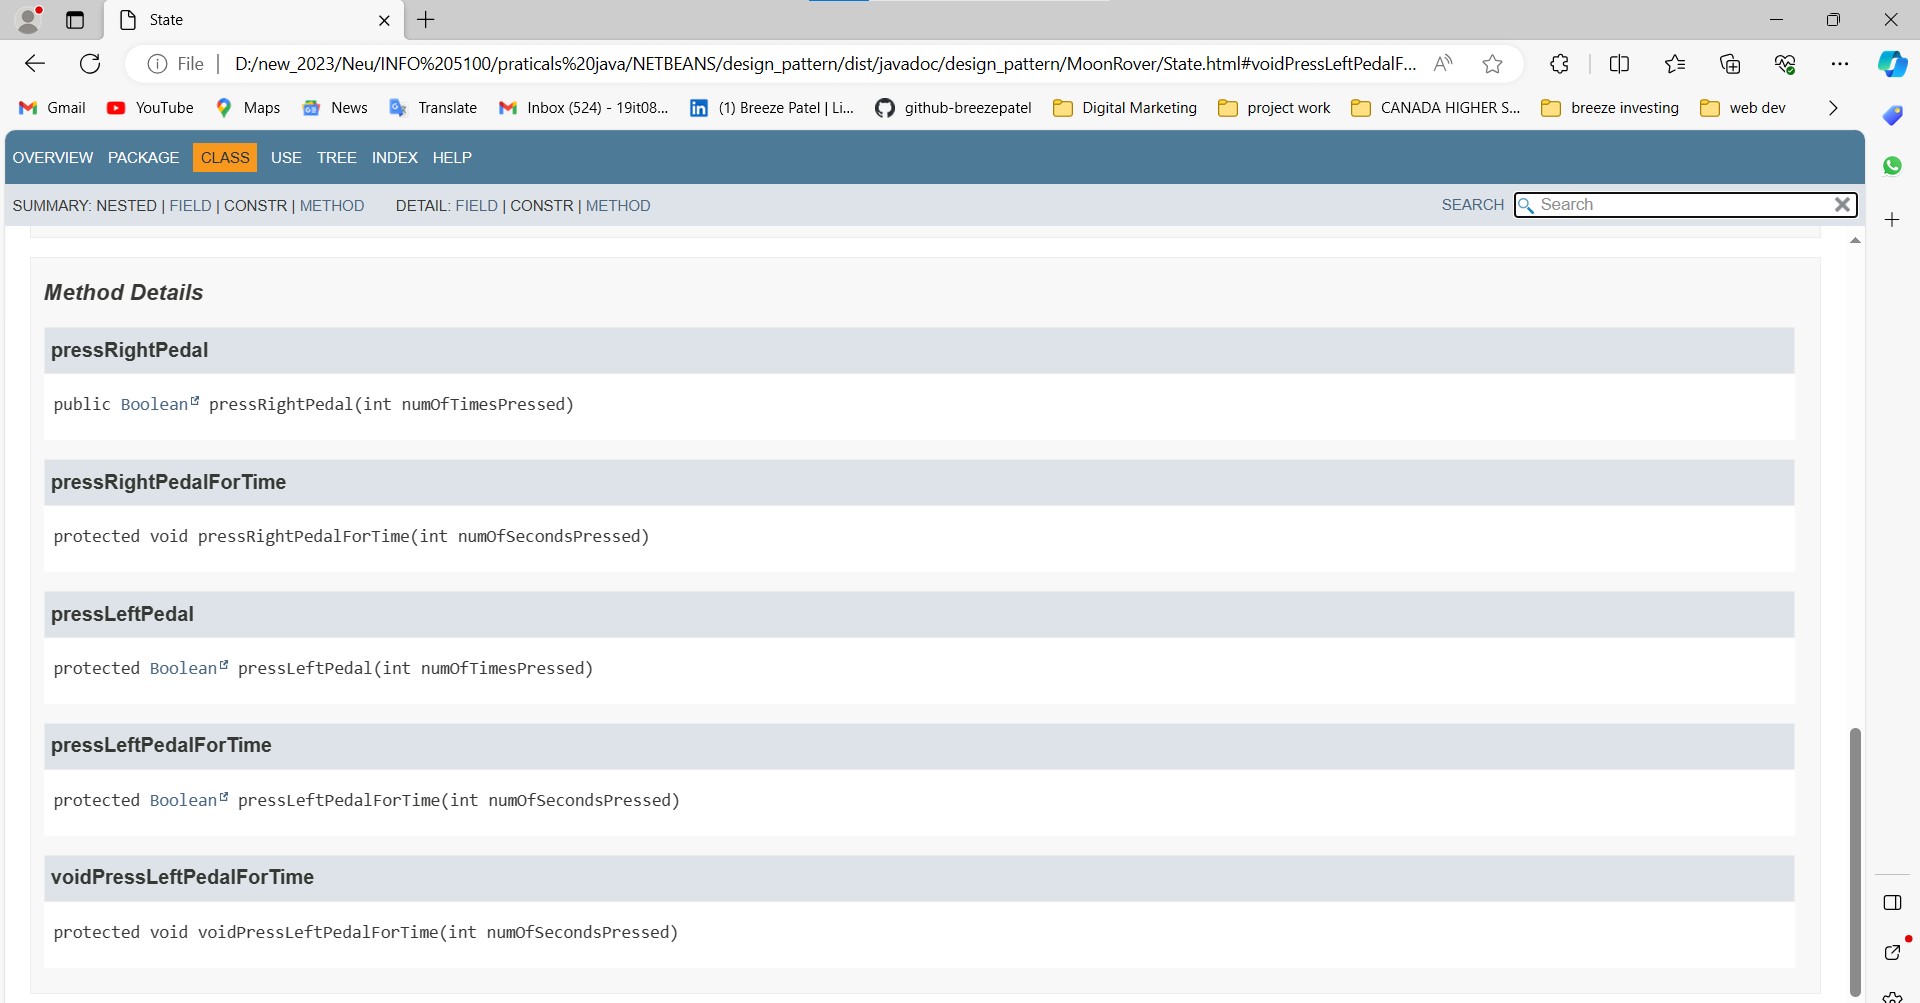 State
File
D:/new_2023/Neu/INFO%205100/praticals%20java/NETBEANS/design_pattern/dist/javadoc/design_pattern/MoonRover/State.html#voidPressLeftPedalF...
Gmail YouTube Maps News Translate Inbox (524) - 19it08... (1) Breeze Patel | Li... github-breezepatel Digital Marketing project work CANADA HIGHER S... breeze investing web dev
OVERVIEW PACKAGE CLASS USE TREE INDEX HELP
SUMMARY: NESTED | FIELD | CONSTR | METHOD DETAIL: FIELD | CONSTR | METHOD SEARCH Search
Method Details
pressRightPedal
public Boolean pressRightPedal(int numOfTimesPressed)
pressRightPedalForTime
protected void pressRightPedalForTime(int numOfSecondsPressed)
pressLeftPedal
protected Boolean pressLeftPedal(int numOfTimesPressed)
pressLeftPedalForTime
protected Boolean pressLeftPedalForTime(int numOfSecondsPressed)
voidPressLeftPedalForTime
protected void voidPressLeftPedalForTime(int numOfSecondsPressed)